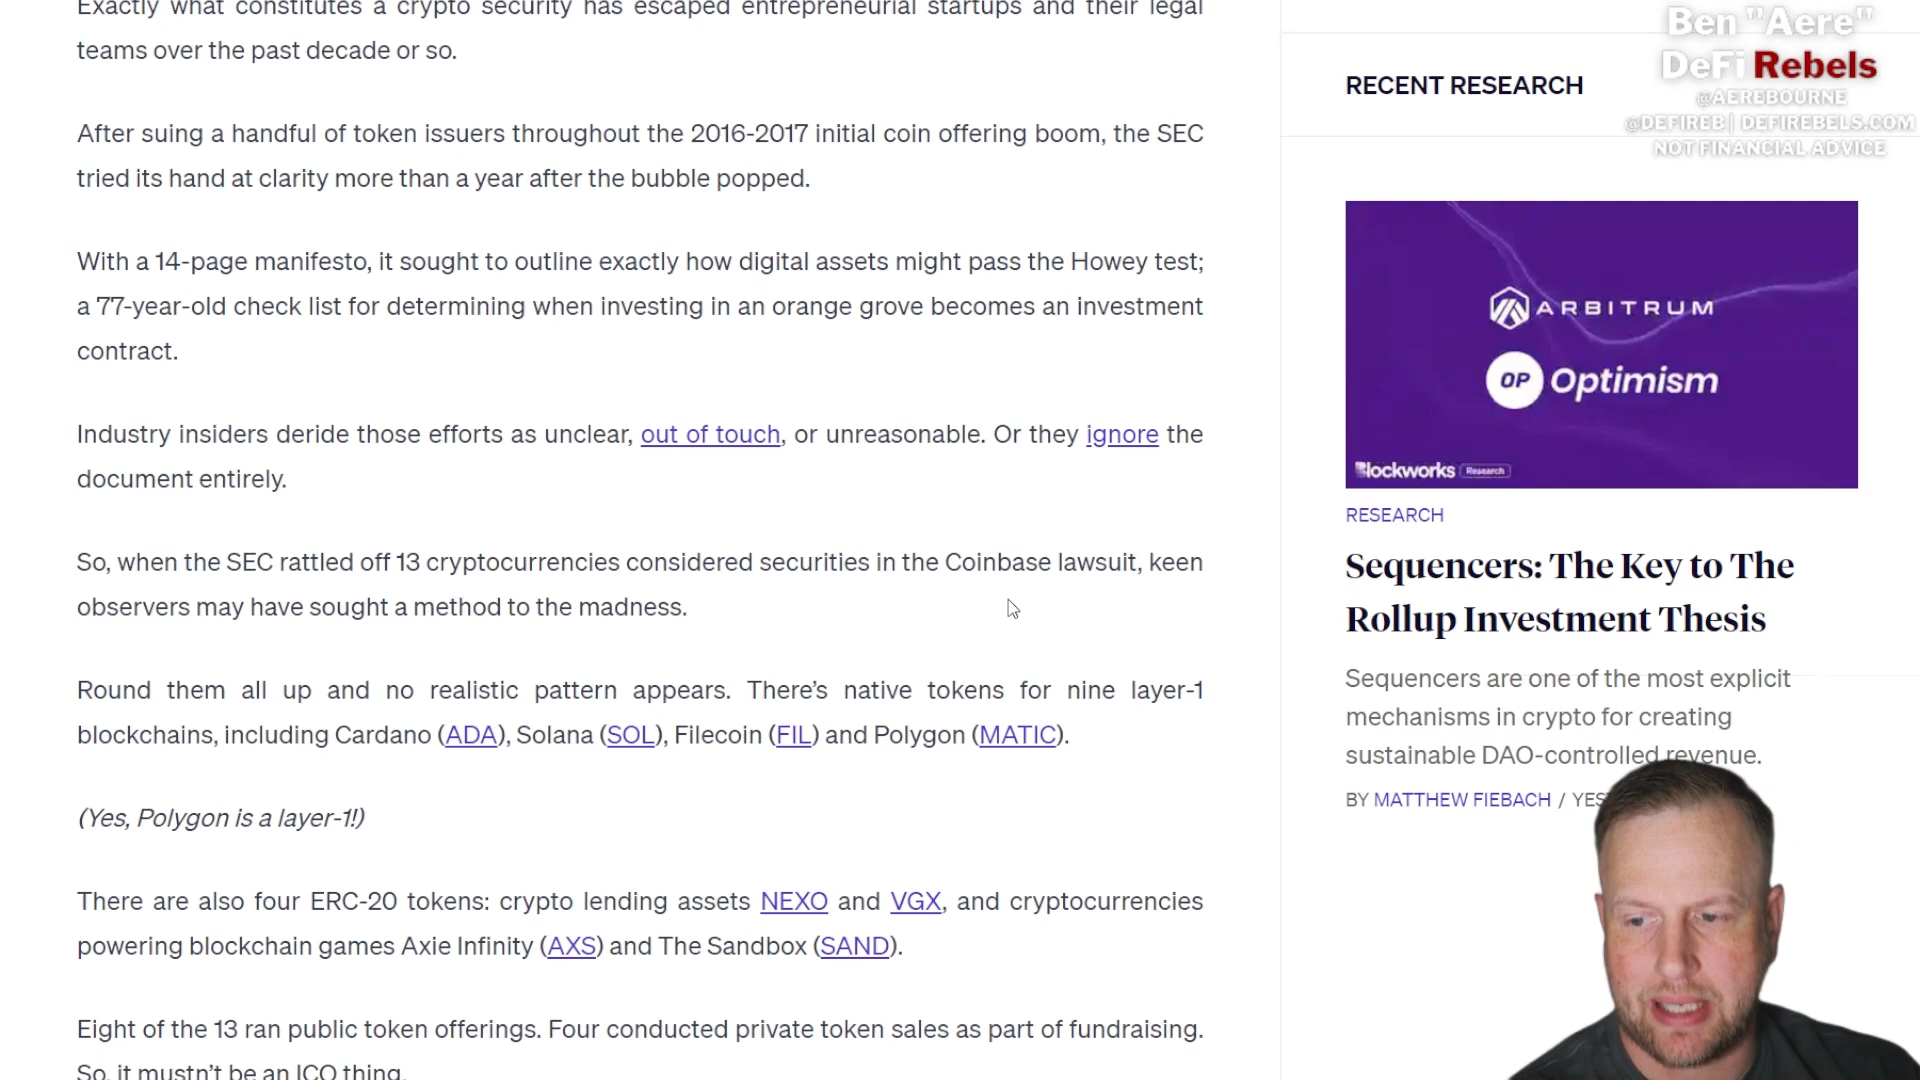 Exactly what constitutes a crypto security has escaped entrepreneurial startups and their legal
teams over the past decade or so.
After suing a handful of token issuers throughout the 2016-2017 initial coin offering boom, the SEC
tried its hand at clarity more than a year after the bubble popped.
With a 14-page manifesto, it sought to outline exactly how digital assets might pass the Howey test;
a 77-year-old check list for determining when investing in an orange grove becomes an investment
contract.
Industry insiders deride those efforts as unclear, out of touch, or unreasonable. Or they ignore the
document entirely.
So, when the SEC rattled off 13 cryptocurrencies considered securities in the Coinbase lawsuit, keen
observers may have sought a method to the madness.
Round them all up and no realistic pattern appears. There's native tokens for nine layer-1
blockchains, including Cardano (ADA), Solana (SOL), Filecoin (FIL) and Polygon (MATIC).
(Yes, Polygon is a layer-1!)
There are also four ERC-20 tokens: crypto lending assets NEXO and VGX, and cryptocurrencies
powering blockchain games Axie Infinity (AXS) and The Sandbox (SAND).
Eight of the 13 ran public token offerings. Four conducted private token sales as part of fundraising.
So, it mustn't be an ICO thing.
Ben "Aere"
DeFi Rebels
@AEREBOURNE
@DEFIREB | DEFIREBELS.COM
NOT FINANCIAL ADVICE
RECENT RESEARCH
ARBITRUM
OP Optimism
Blockworks Research
RESEARCH
Sequencers: The Key to The
Rollup Investment Thesis
Sequencers are one of the most explicit
mechanisms in crypto for creating
sustainable DAO-controlled revenue.
BY MATTHEW FIEBACH / YES